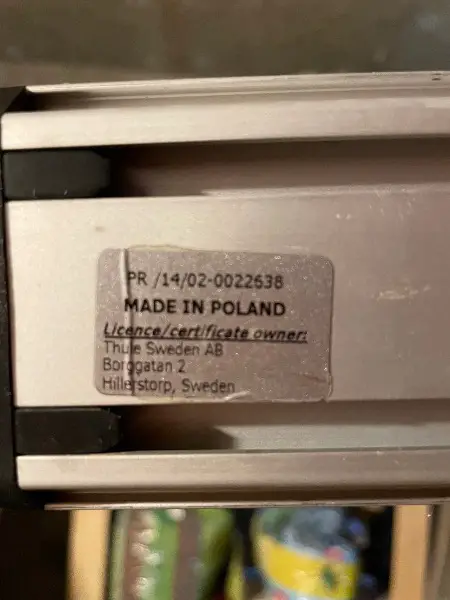 PR /14/02-0022638
MADE IN POLAND
Licence/certificate owner:
Thule Sweden AB
Borggatan 2
Hillerstorp, Sweden